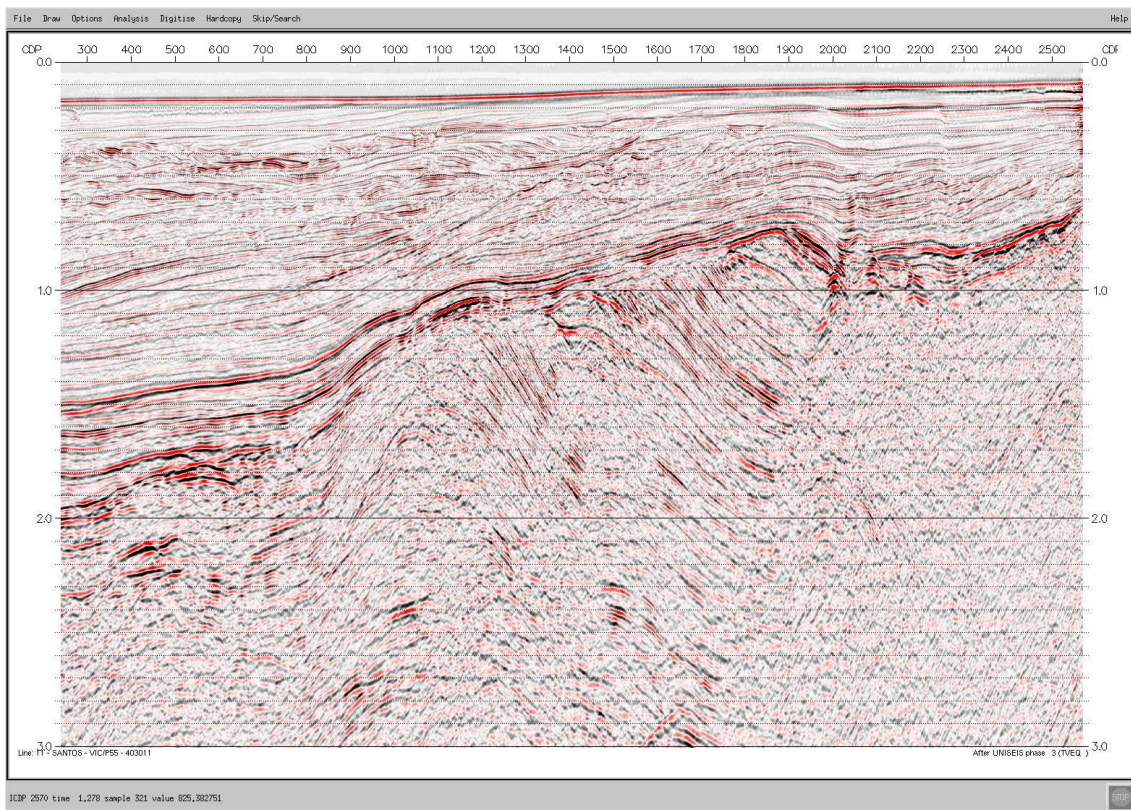 File Draw Options Analysis Digitise Hardcopy Skip/Search Help
CDP 300 400 500 600 700 800 900 1000 1100 1200 1300 1400 1500 1600 1700 1800 1900 2000 2100 2200 2300 2400 2500 CDP
0.0 0.0
1.0 1.0
2.0 2.0
3.0 3.0
SANTOS - VIC/P55 - 403011 After UNISEIS phase 3 (TVEQ )
ICDP 2570 time 1.278 sample 321 value 825.382751 STOP